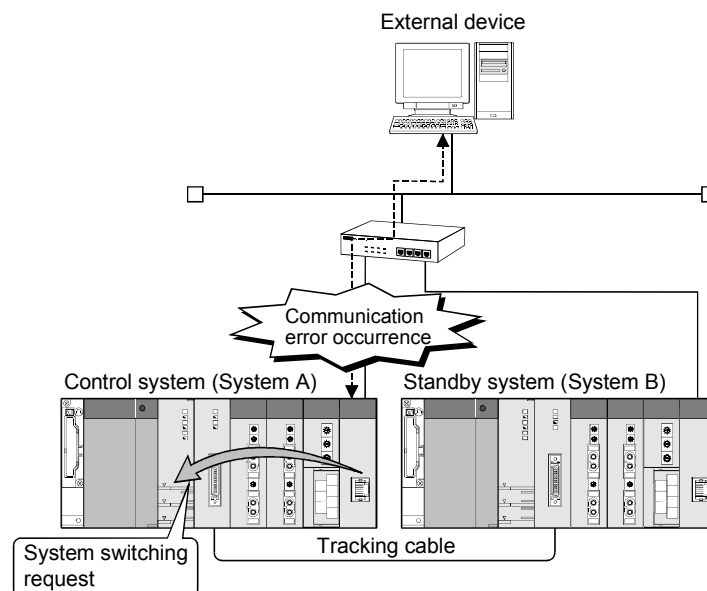 External device
Communication
error occurrence
Control system (System A)
Standby system (System B)
Tracking cable
System switching
request